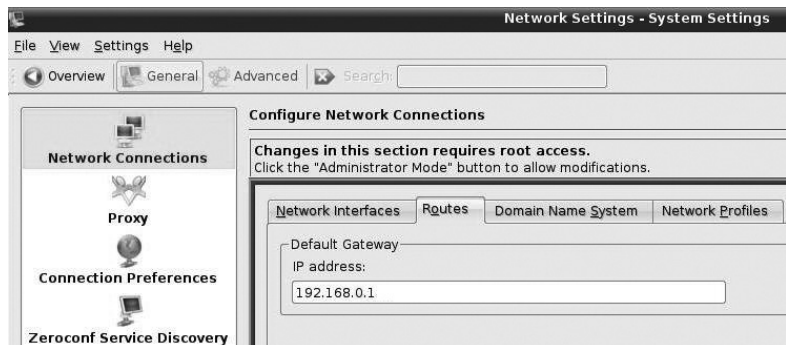 Network Settings - System Settings
File View Settings Help
Overview General Advanced Search:
Network Connections
Proxy
Connection Preferences
Zeroconf Service Discovery
Configure Network Connections
Changes in this section requires root access.
Click the "Administrator Mode" button to allow modifications.
Network Interfaces Routes Domain Name System Network Profiles
Default Gateway
IP address:
192.168.0.1